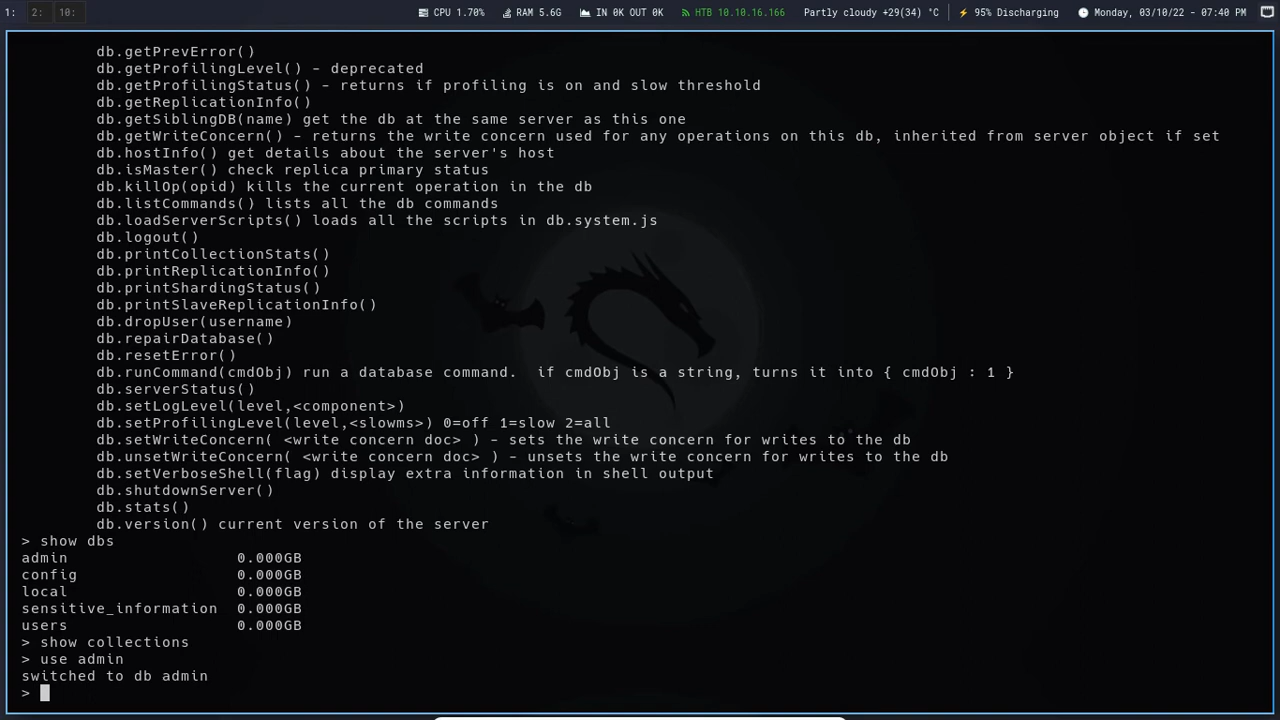 1: 2: 10: CPU 1.70% RAM 5.6G IN 0K OUT 0K HTB 10.10.16.166 Partly cloudy +29(34) °C 95% Discharging Monday, 03/10/22 - 07:40 PM
db.getPrevError()
db.getProfilingLevel() - deprecated
db.getProfilingStatus() - returns if profiling is on and slow threshold
db.getReplicationInfo()
db.getSiblingDB(name) get the db at the same server as this one
db.getWriteConcern() - returns the write concern used for any operations on this db, inherited from server object if set
db.hostInfo() get details about the server's host
db.isMaster() check replica primary status
db.killOp(opid) kills the current operation in the db
db.listCommands() lists all the db commands
db.loadServerScripts() loads all the scripts in db.system.js
db.logout()
db.printCollectionStats()
db.printReplicationInfo()
db.printShardingStatus()
db.printSlaveReplicationInfo()
db.dropUser(username)
db.repairDatabase()
db.resetError()
db.runCommand(cmdObj) run a database command.  if cmdObj is a string, turns it into { cmdObj : 1 }
db.serverStatus()
db.setLogLevel(level,<component>)
db.setProfilingLevel(level,<slowms>) 0=off 1=slow 2=all
db.setWriteConcern( <write concern doc> ) - sets the write concern for writes to the db
db.unsetWriteConcern( <write concern doc> ) - unsets the write concern for writes to the db
db.setVerboseShell(flag) display extra information in shell output
db.shutdownServer()
db.stats()
db.version() current version of the server
> show dbs
admin 0.000GB
config 0.000GB
local 0.000GB
sensitive_information 0.000GB
users 0.000GB
> show collections
> use admin
switched to db admin
>